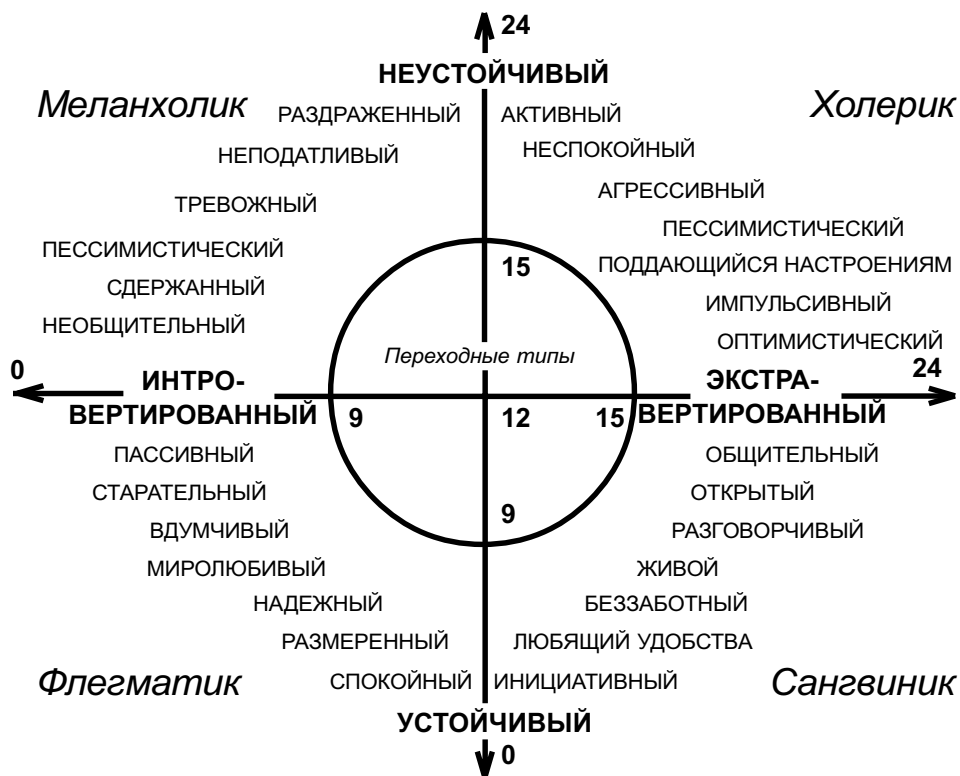 24
НЕУСТОЙЧИВЫЙ
Меланхолик
Холерик
РАЗДРАЖЕННЫЙ
АКТИВНЫЙ
НЕПОДАТЛИВЫЙ
НЕСПОКОЙНЫЙ
ТРЕВОЖНЫЙ
АГРЕССИВНЫЙ
ПЕССИМИСТИЧЕСКИЙ
ПЕССИМИСТИЧЕСКИЙ
СДЕРЖАННЫЙ
ПОДДАЮЩИЙСЯ НАСТРОЕНИЯМ
НЕОБЩИТЕЛЬНЫЙ
ИМПУЛЬСИВНЫЙ
ОПТИМИСТИЧЕСКИЙ
15
Переходные типы
0
ИНТРО-
ВЕРТИРОВАННЫЙ
9
12
15
ЭКСТРА-
ВЕРТИРОВАННЫЙ
24
ПАССИВНЫЙ
ОБЩИТЕЛЬНЫЙ
СТАРАТЕЛЬНЫЙ
ОТКРЫТЫЙ
9
ВДУМЧИВЫЙ
РАЗГОВОРЧИВЫЙ
МИРОЛЮБИВЫЙ
ЖИВОЙ
НАДЕЖНЫЙ
БЕЗЗАБОТНЫЙ
РАЗМЕРЕННЫЙ
ЛЮБЯЩИЙ УДОБСТВА
Флегматик
СПОКОЙНЫЙ
ИНИЦИАТИВНЫЙ
Сангвиник
УСТОЙЧИВЫЙ
0